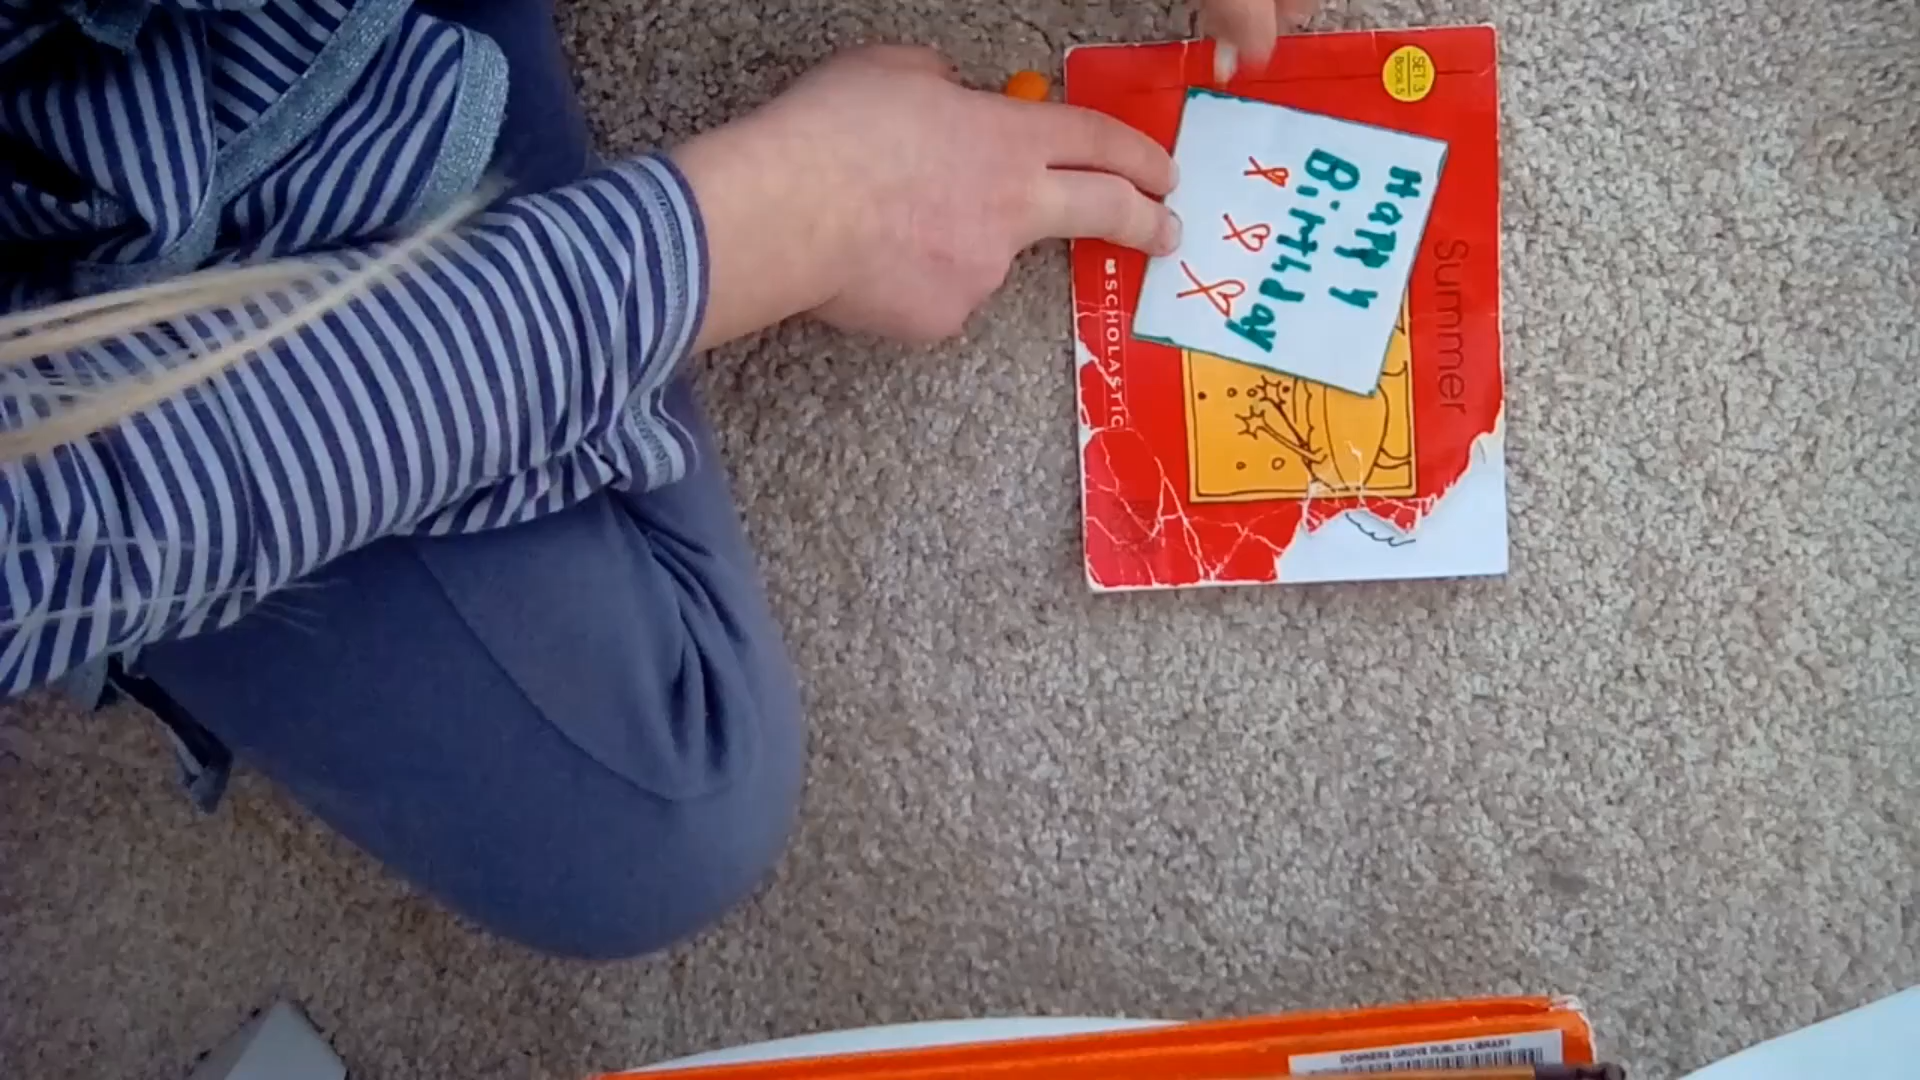 SET 3
Book 5
Summer
Happy
Birthday
SCHOLASTIC
DOWNERS GROVE PUBLIC LIBRARY